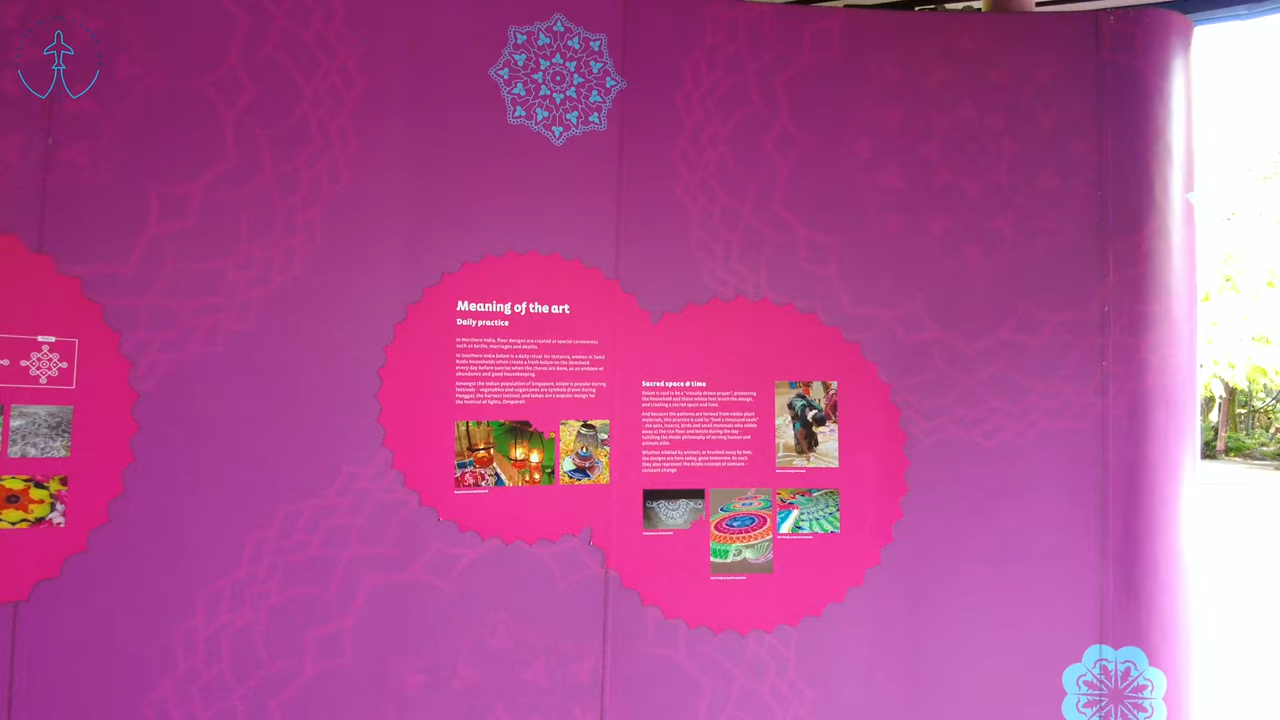 Meaning of the art
Daily practice
In Northern India, floor designs are created at special ceremonies
such as births, marriages and deaths.
In Southern India kolam is a daily ritual. For instance, women in Tamil
Nadu households often create a fresh kolam on the threshold
every day before sunrise when the chores are done, as an emblem of
abundance and good housekeeping.
Amongst the Indian population of Singapore, kolam is popular during
festivals - vegetables and sugarcanes are symbols drawn during
Ponggal, the harvest festival, and lamps are a popular design for
the festival of lights, Deepavali.
Sacred space & time
Kolam is said to be a "visually drawn prayer", protecting
the household and those whose feet brush the design,
and creating a sacred space and time.
And because the patterns are formed from edible plant
materials, this practice is said to "feed a thousand souls"
- the ants, insects, birds and small mammals who nibble
away at the rice flour and lentils during the day -
fulfilling the Hindu philosophy of serving human and
animals alike.
Whether nibbled by animals, or brushed away by feet,
the designs are here today, gone tomorrow. As such
they also represent the Hindu concept of samsara -
constant change.